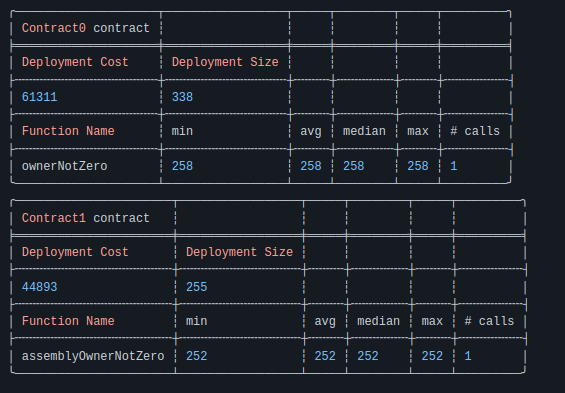 Contract0 contract
Deployment Cost Deployment Size
61311 338
Function Name min avg median max # calls
ownerNotZero 258 258 258 258 1
Contract1 contract
Deployment Cost Deployment Size
44893 255
Function Name min avg median max # calls
assemblyOwnerNotZero 252 252 252 252 1